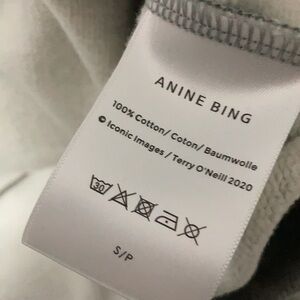 ANINE BING
100% Cotton/ Coton/ Baumwolle
© Iconic Images / Terry O'Neill 2020
30
S/P